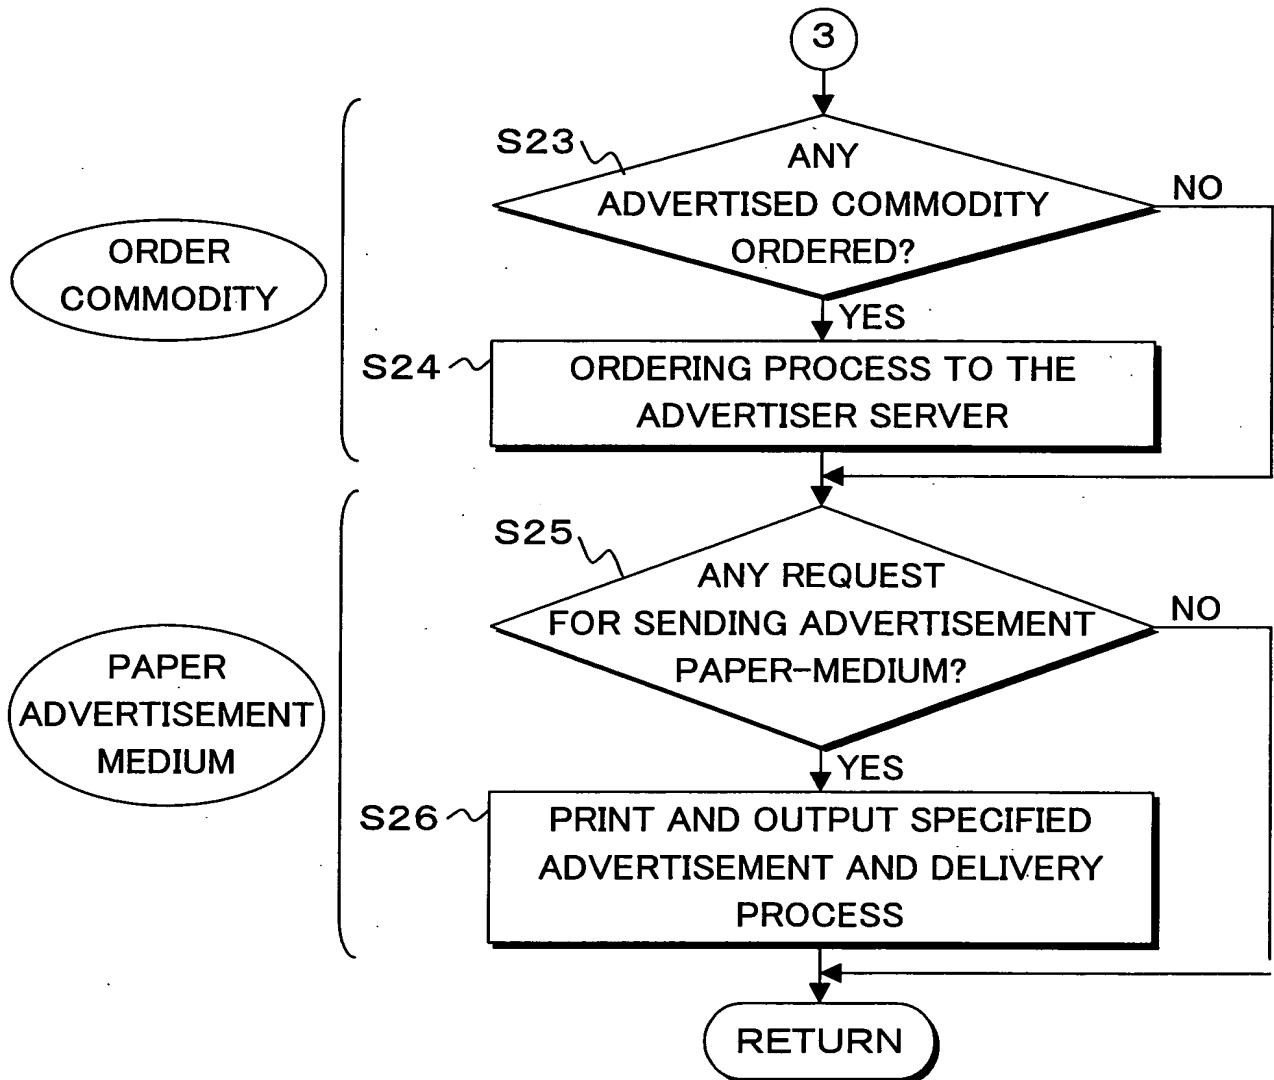 3
S23
ANY
ADVERTISED COMMODITY
ORDERED?
NO
ORDER
COMMODITY
YES
S24
ORDERING PROCESS TO THE
ADVERTISER SERVER
S25
ANY REQUEST
FOR SENDING ADVERTISEMENT
PAPER-MEDIUM?
NO
PAPER
ADVERTISEMENT
MEDIUM
YES
S26
PRINT AND OUTPUT SPECIFIED
ADVERTISEMENT AND DELIVERY
PROCESS
RETURN